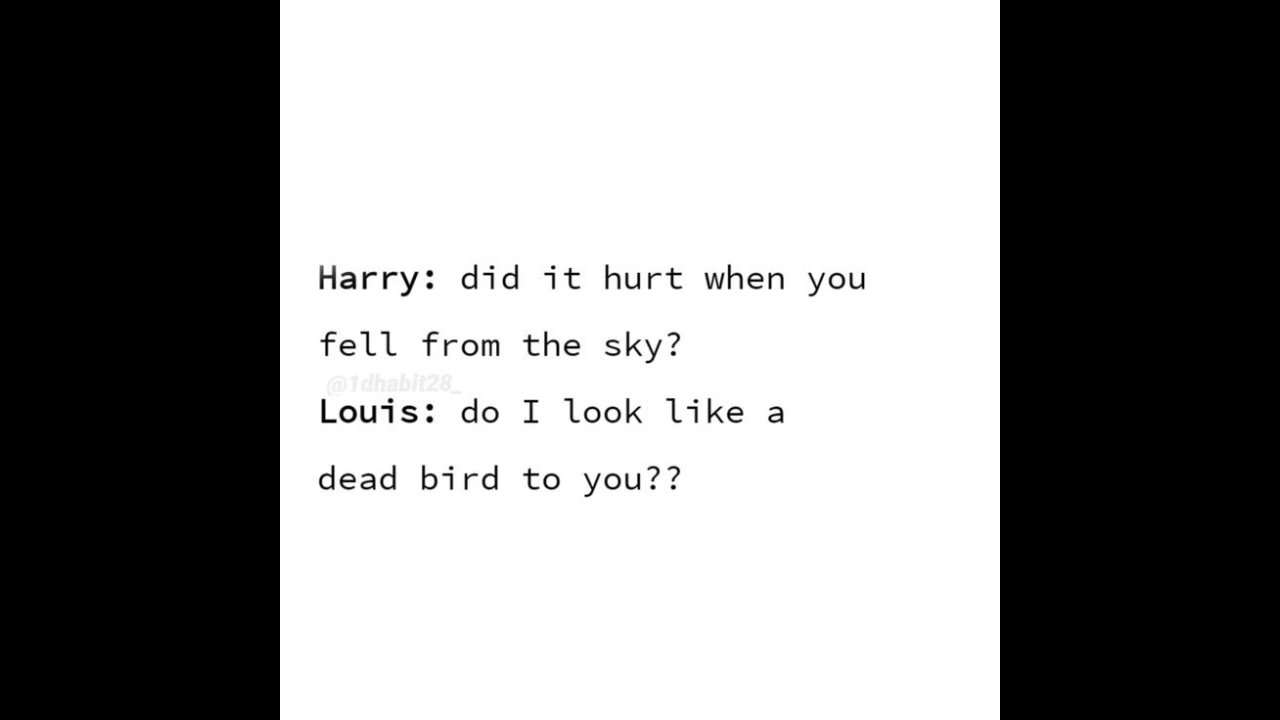 Harry: did it hurt when you
fell from the sky?
@1dhabit28_
Louis: do I look like a
dead bird to you??